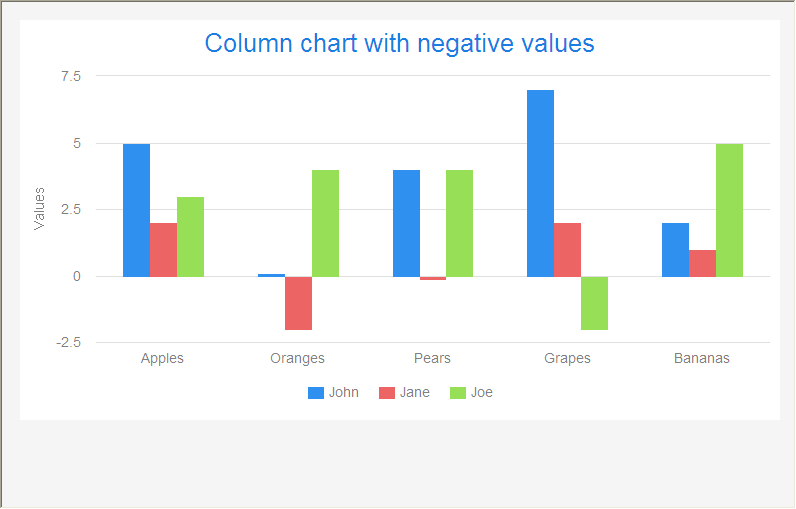 Column chart with negative values
7.5
5
2.5
0
-2.5
Values
Apples Oranges Pears Grapes Bananas
John Jane Joe